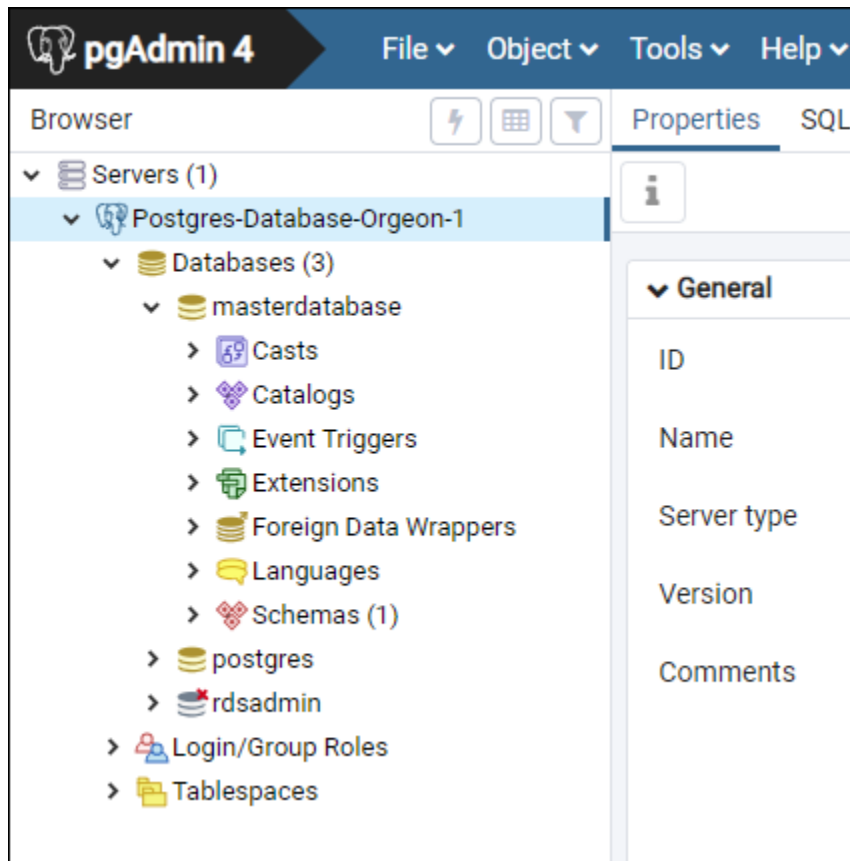 pgAdmin 4 File Object Tools Help
Browser Properties SQL
Servers (1)
Postgres-Database-Orgeon-1
Databases (3)
masterdatabase
Casts
Catalogs
Event Triggers
Extensions
Foreign Data Wrappers
Languages
Schemas (1)
postgres
rdsadmin
Login/Group Roles
Tablespaces
General
ID
Name
Server type
Version
Comments